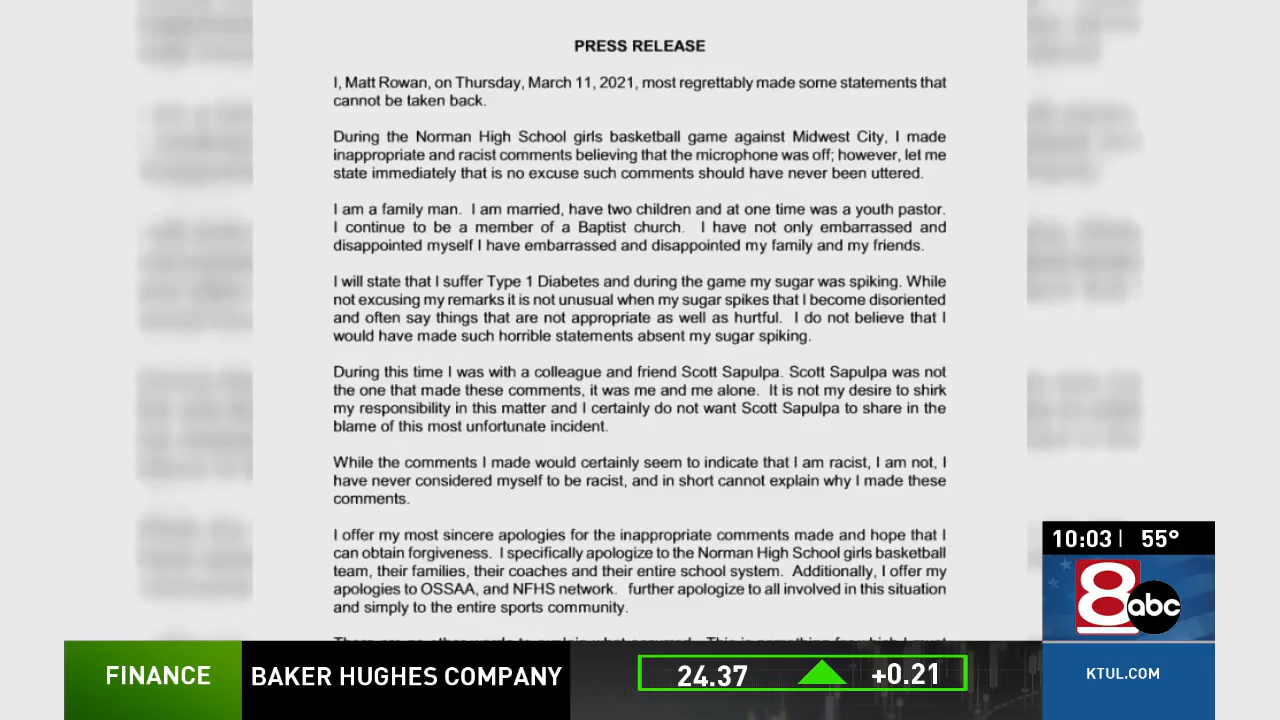 PRESS RELEASE
I, Matt Rowan, on Thursday, March 11, 2021, most regrettably made some statements that
cannot be taken back.
During the Norman High School girls basketball game against Midwest City, I made
inappropriate and racist comments believing that the microphone was off; however, let me
state immediately that is no excuse such comments should have never been uttered.
I am a family man. I am married, have two children and at one time was a youth pastor.
I continue to be a member of a Baptist church. I have not only embarrassed and
disappointed myself I have embarrassed and disappointed my family and my friends.
I will state that I suffer Type 1 Diabetes and during the game my sugar was spiking. While
not excusing my remarks it is not unusual when my sugar spikes that I become disoriented
and often say things that are not appropriate as well as hurtful. I do not believe that I
would have made such horrible statements absent my sugar spiking.
During this time I was with a colleague and friend Scott Sapulpa. Scott Sapulpa was not
the one that made these comments, it was me and me alone. It is not my desire to shirk
my responsibility in this matter and I certainly do not want Scott Sapulpa to share in the
blame of this most unfortunate incident.
While the comments I made would certainly seem to indicate that I am racist, I am not, I
have never considered myself to be racist, and in short cannot explain why I made these
comments.
I offer my most sincere apologies for the inappropriate comments made and hope that I
can obtain forgiveness. I specifically apologize to the Norman High School girls basketball
team, their families, their coaches and their entire school system. Additionally, I offer my
apologies to OSSAA, and NFHS network. further apologize to all involved in this situation
and simply to the entire sports community.
10:03 | 55°
8 abc
KTUL.COM
FINANCE
BAKER HUGHES COMPANY
24.37 +0.21